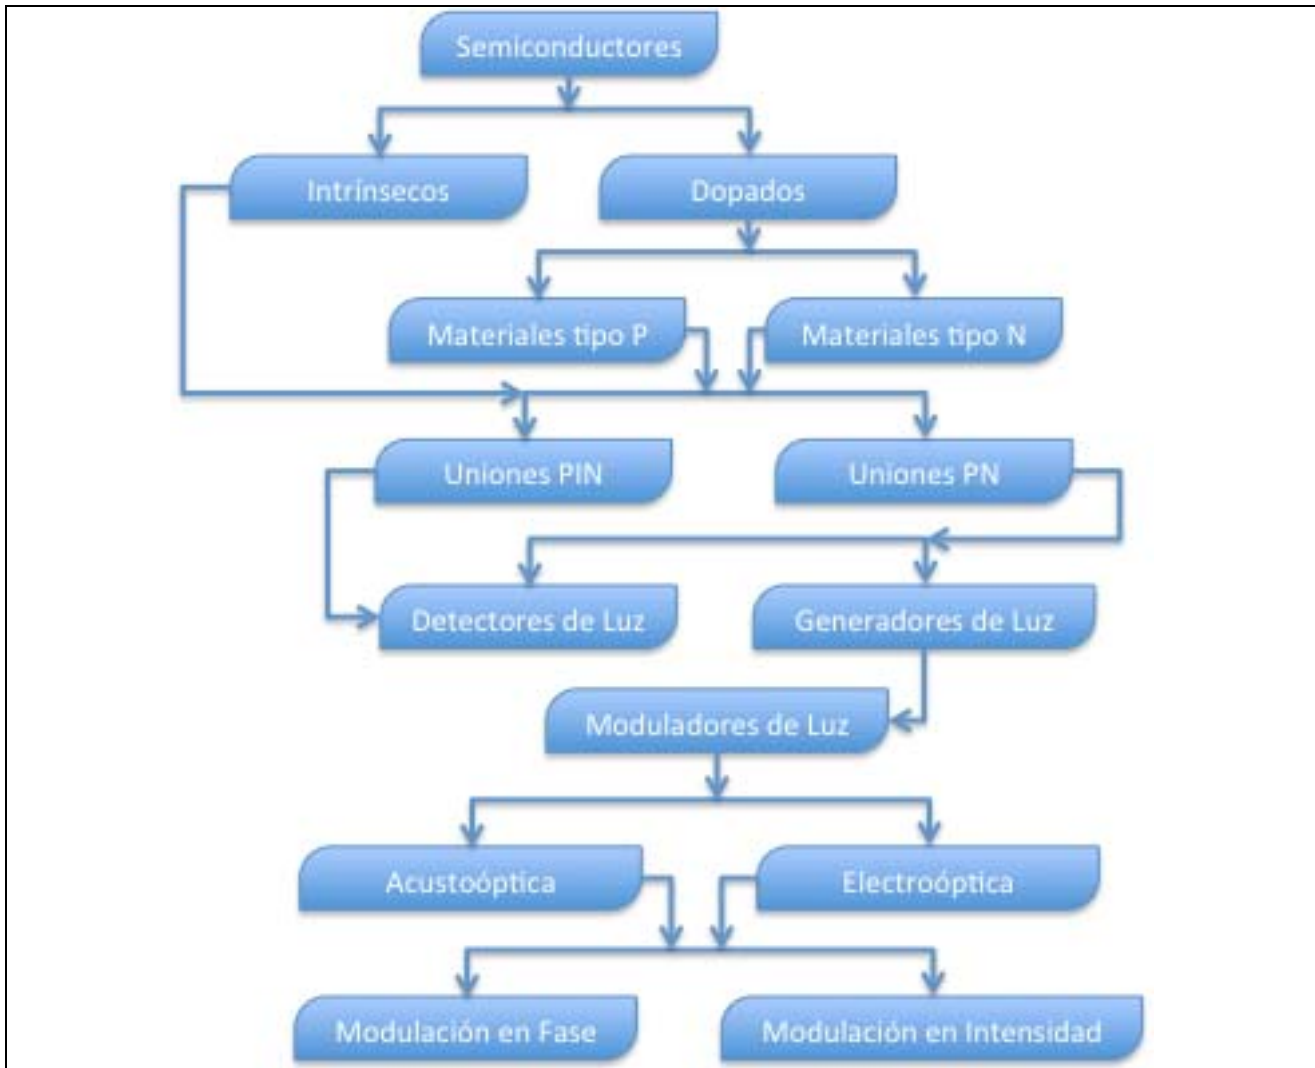 Semiconductores
Intrínsecos
Dopados
Materiales tipo P
Materiales tipo N
Uniones PIN
Uniones PN
Detectores de Luz
Generadores de Luz
Moduladores de Luz
Acustoóptica
Electroóptica
Modulación en Fase
Modulación en Intensidad